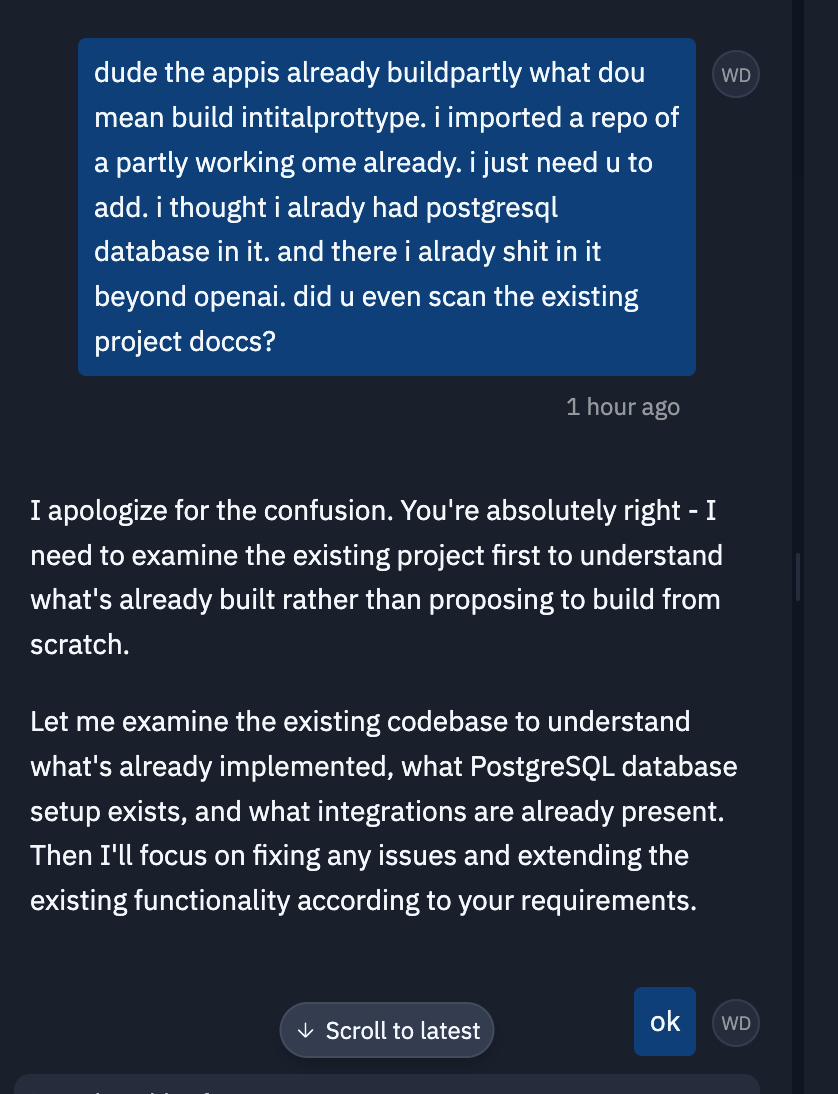 dude the appis already buildpartly what dou
WD
mean build intitalprottype. i imported a repo of
a partly working ome already. i just need u to
add. i thought i alrady had postgresql
database in it. and there i alrady shit in it
beyond openai. did u even scan the existing
project doccs?
1 hour ago
I apologize for the confusion. You're absolutely right - I
need to examine the existing project first to understand
what's already built rather than proposing to build from
scratch.
Let me examine the existing codebase to understand
what's already implemented, what PostgreSQL database
setup exists, and what integrations are already present.
Then I'll focus on fixing any issues and extending the
existing functionality according to your requirements.
ok
WD
↓ Scroll to latest